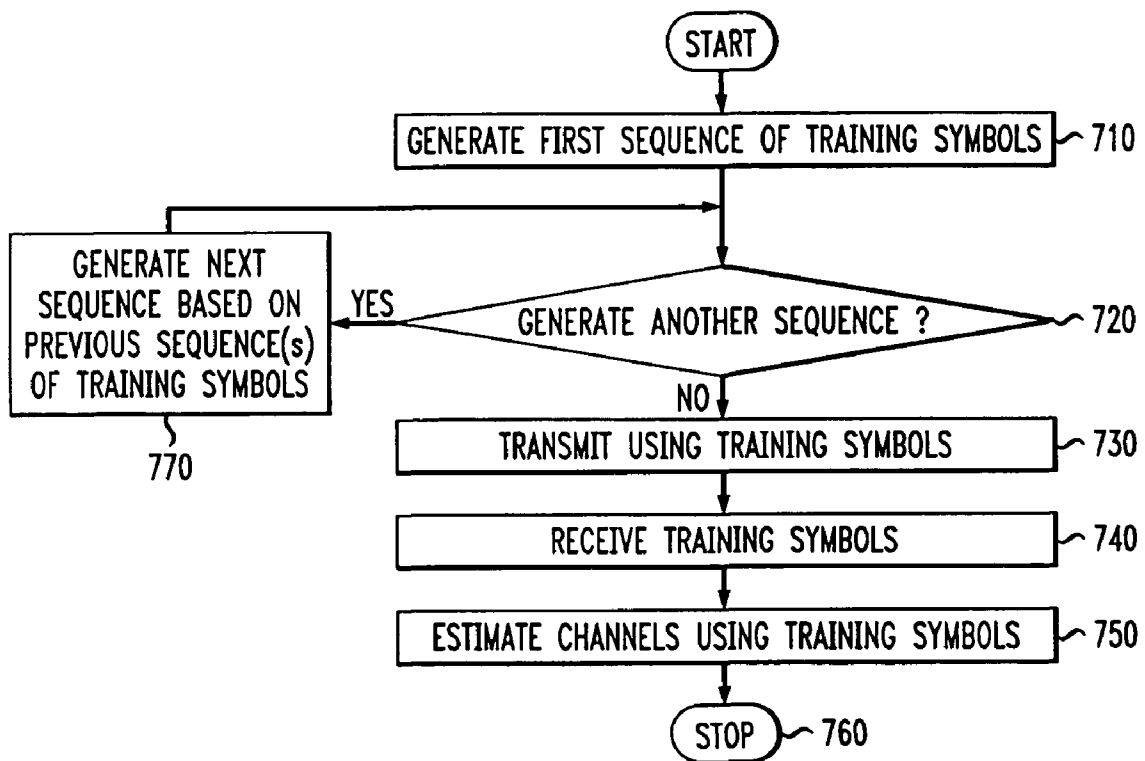 START
GENERATE FIRST SEQUENCE OF TRAINING SYMBOLS
710
GENERATE NEXT
SEQUENCE BASED ON
PREVIOUS SEQUENCE(s)
OF TRAINING SYMBOLS
770
YES
GENERATE ANOTHER SEQUENCE ?
720
NO
TRANSMIT USING TRAINING SYMBOLS
730
RECEIVE TRAINING SYMBOLS
740
ESTIMATE CHANNELS USING TRAINING SYMBOLS
750
STOP
760